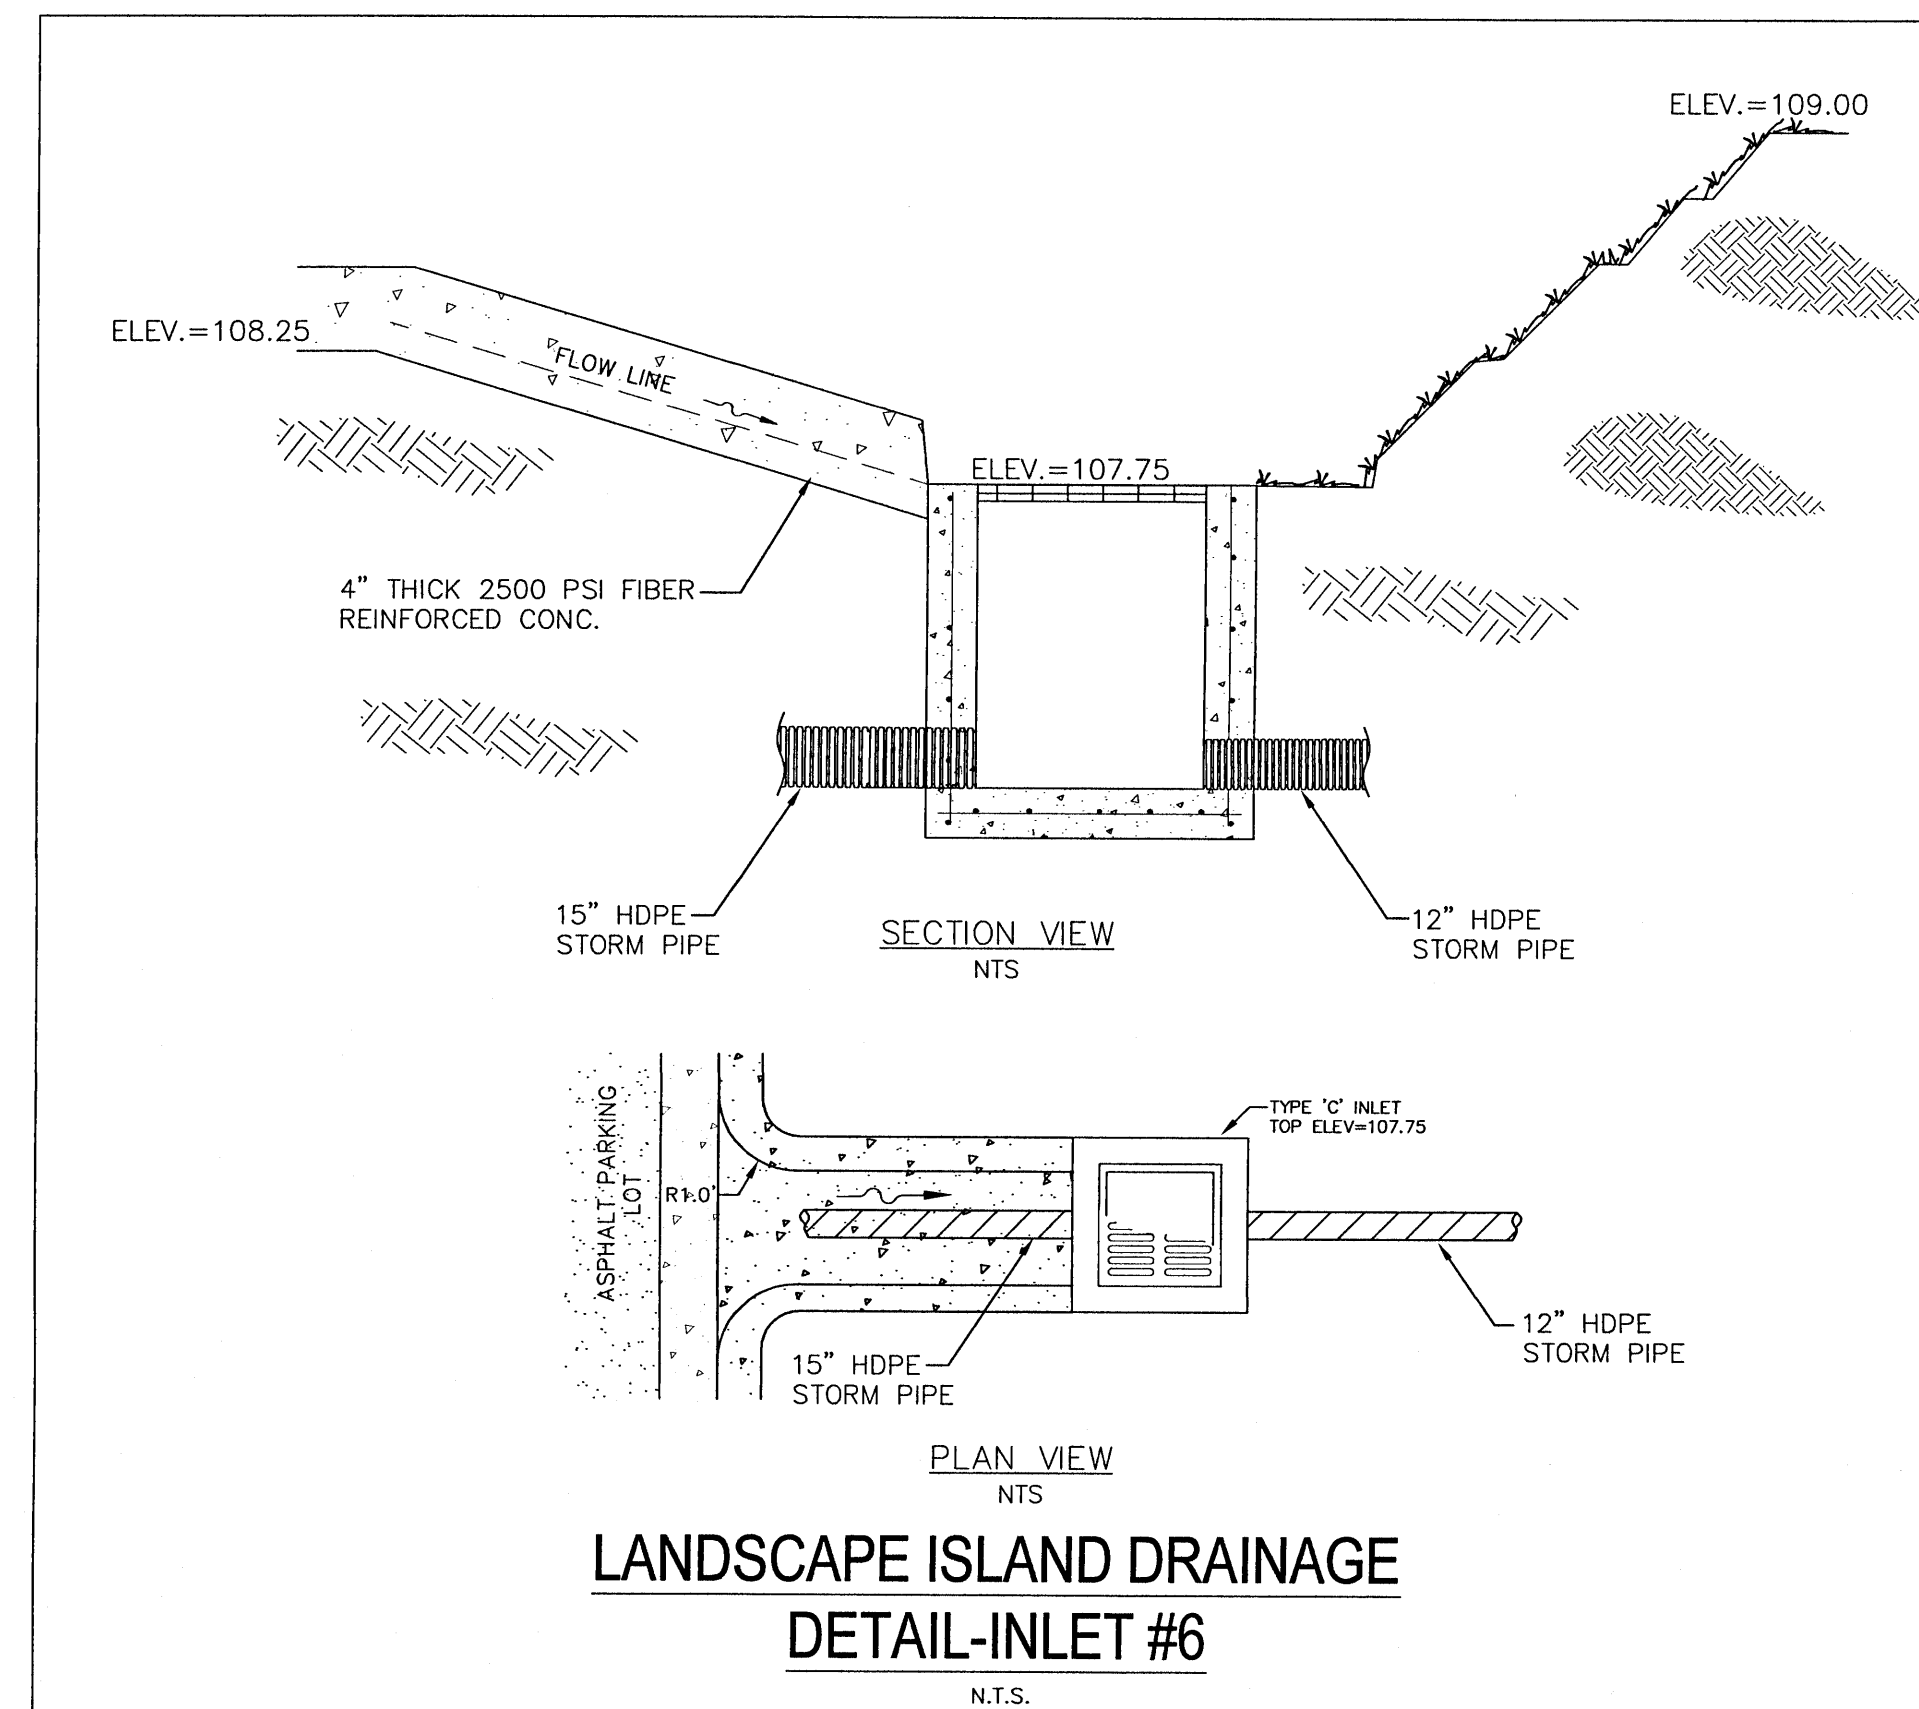 ELEV.=109.00
ELEV.=108.25
FLOW LINE
ELEV.=107.75
4" THICK 2500 PSI FIBER
REINFORCED CONC.
15" HDPE
STORM PIPE
12" HDPE
STORM PIPE
SECTION VIEW
NTS
ASPHALT PARKING
LOT
R1.0'
TYPE 'C' INLET
TOP ELEV=107.75
15" HDPE
STORM PIPE
12" HDPE
STORM PIPE
PLAN VIEW
NTS
LANDSCAPE ISLAND DRAINAGE
DETAIL-INLET #6
N.T.S.